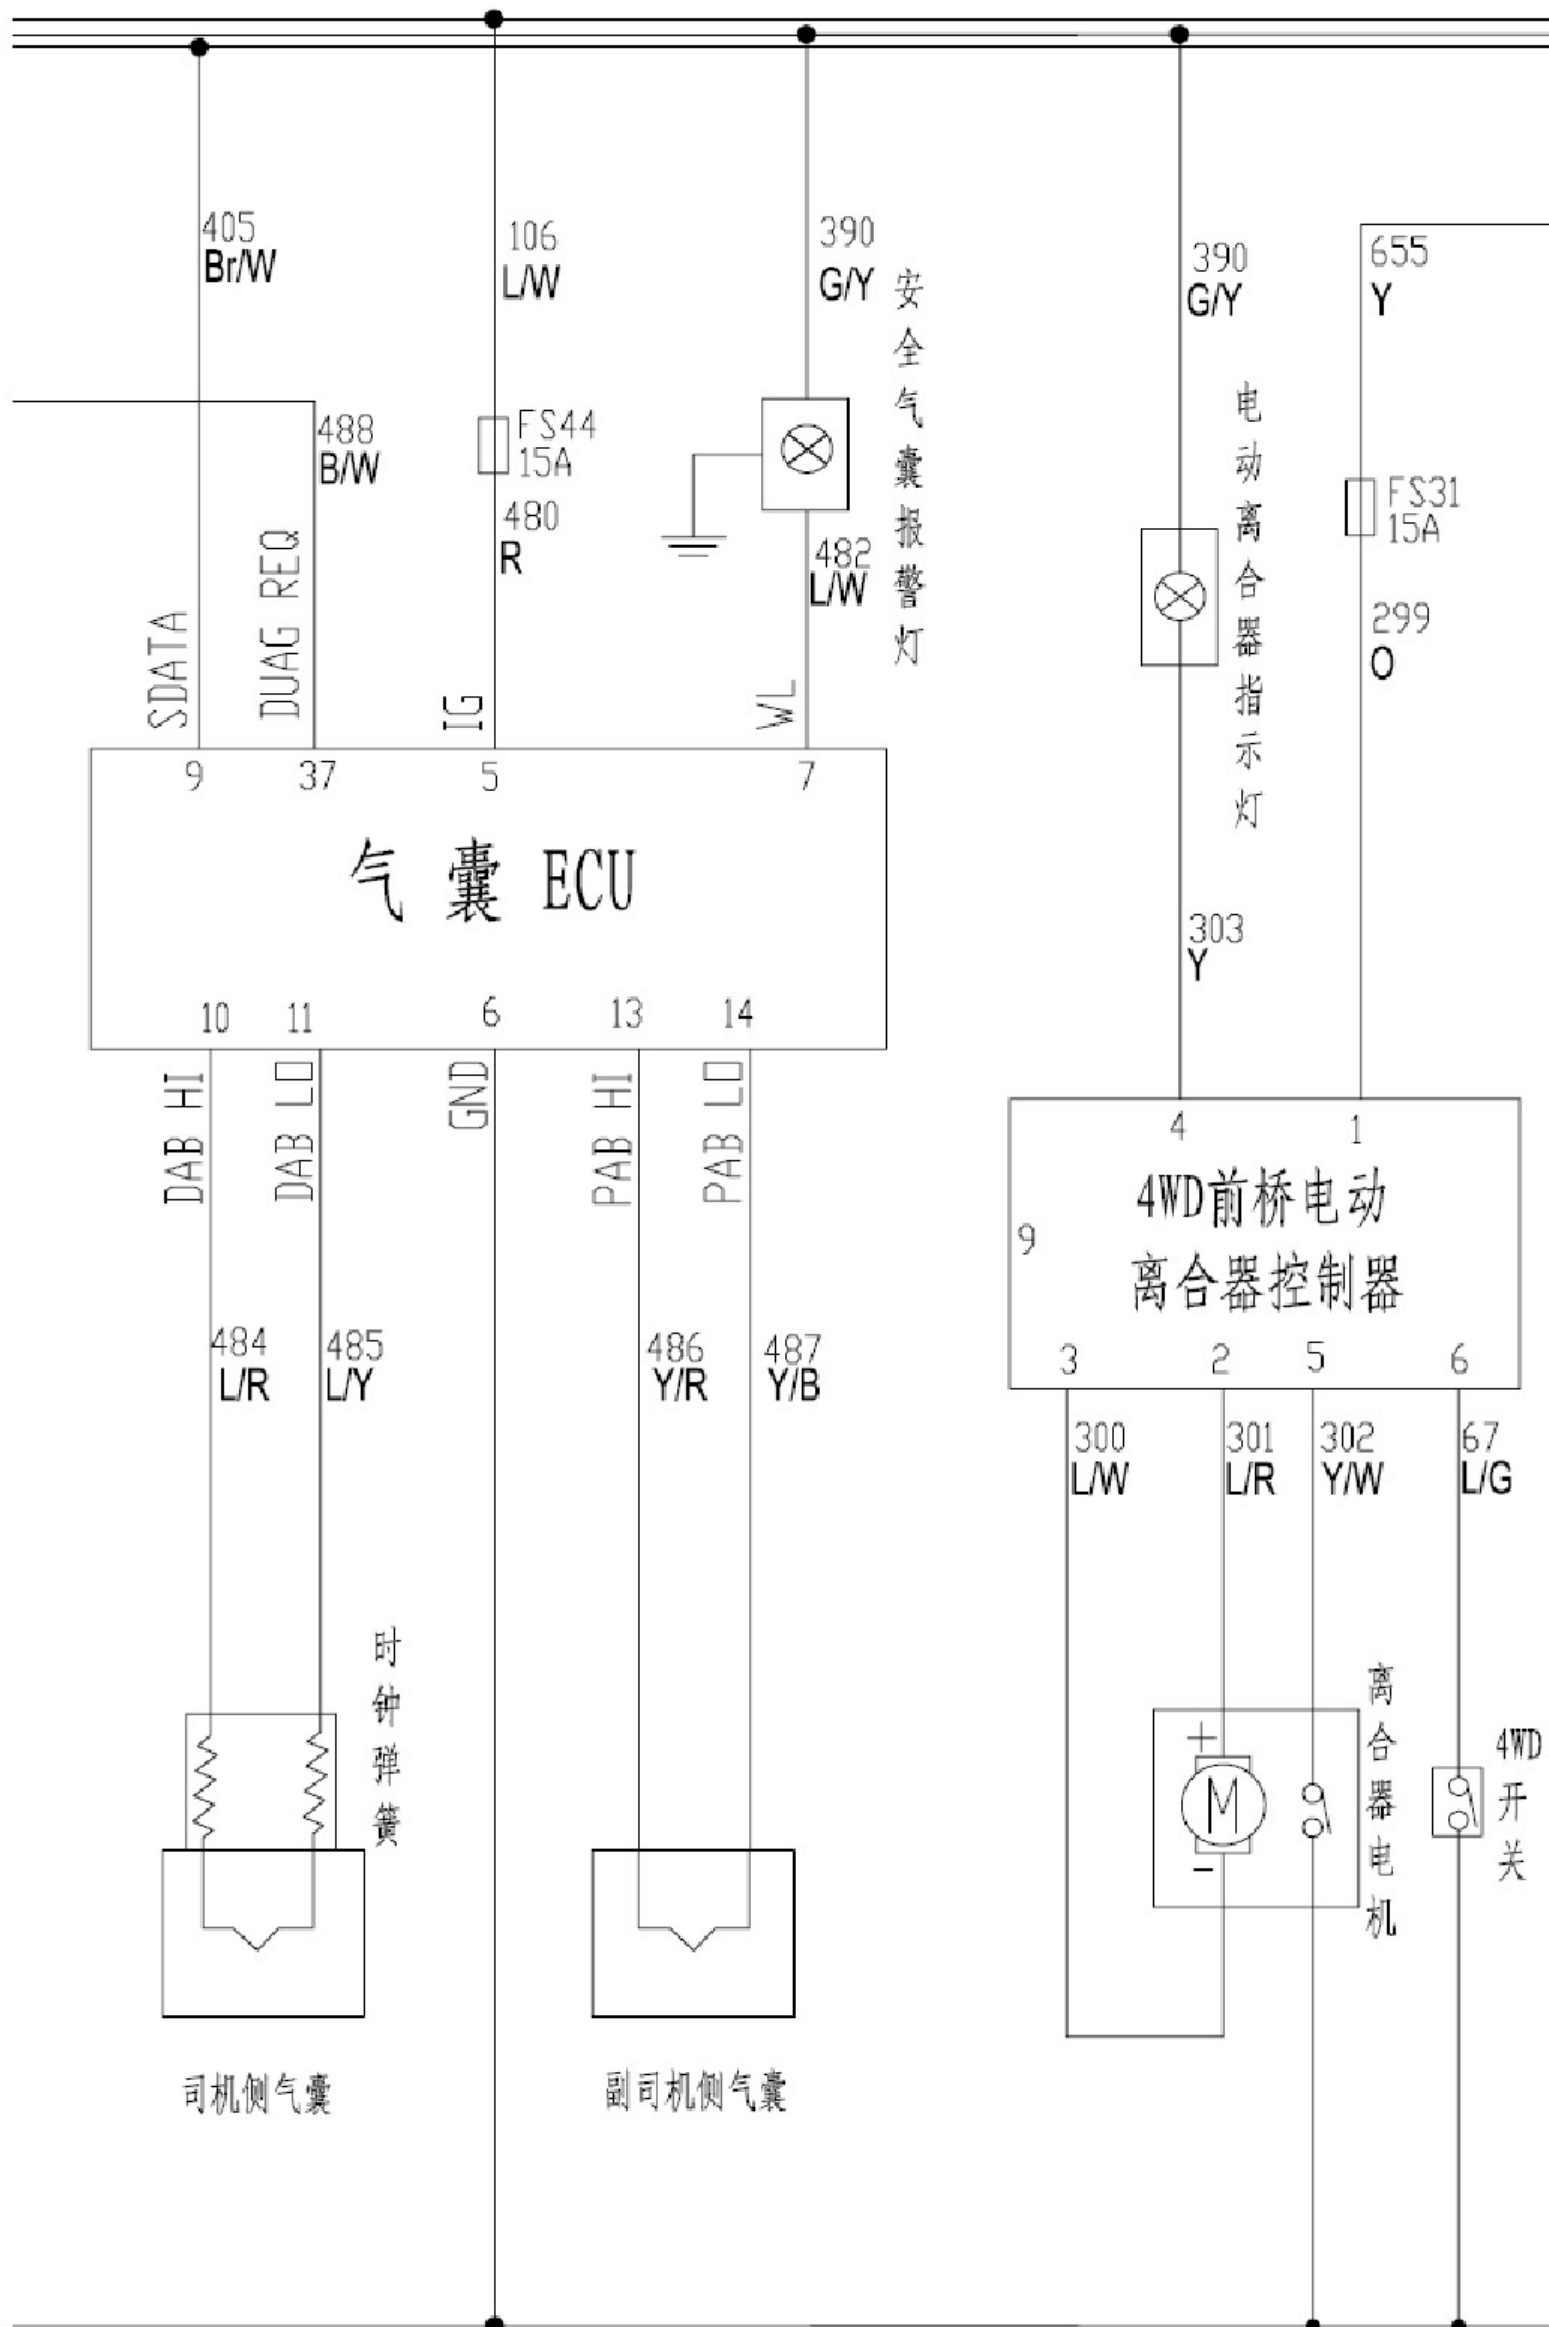 405
Br/W
106
L/W
390
G/Y
390
G/Y
655
Y
安全气囊报警灯
电动离合器指示灯
488
B/W
FS44
15A
480
R
482
L/W
FS31
15A
299
O
SDATA
DUAG REQ
IG
WL
9 37 5 7
气囊 ECU
303
Y
10 11 6 13 14
DAB HI
DAB LO
GND
PAB HI
PAB LO
4 1
4WD前桥电动
9
离合器控制器
3 2 5 6
484
L/R
485
L/Y
486
Y/R
487
Y/B
300
L/W
301
L/R
302
Y/W
67
L/G
时钟弹簧
离合器电机
4WD
开关
+
M
-
司机侧气囊
副司机侧气囊